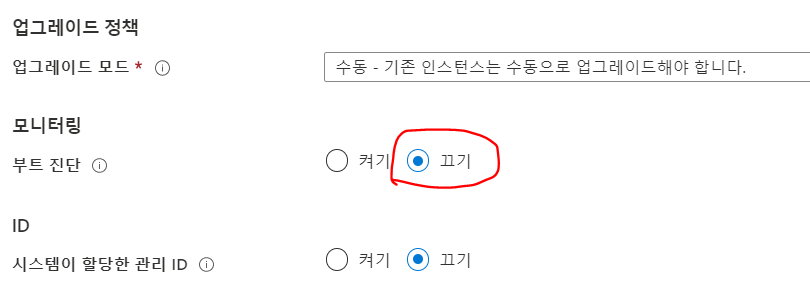 업그레이드 정책
업그레이드 모드 *
수동 - 기존 인스턴스는 수동으로 업그레이드해야 합니다.
모니터링
부트 진단
켜기 끄기
ID
시스템이 할당한 관리 ID
켜기 끄기